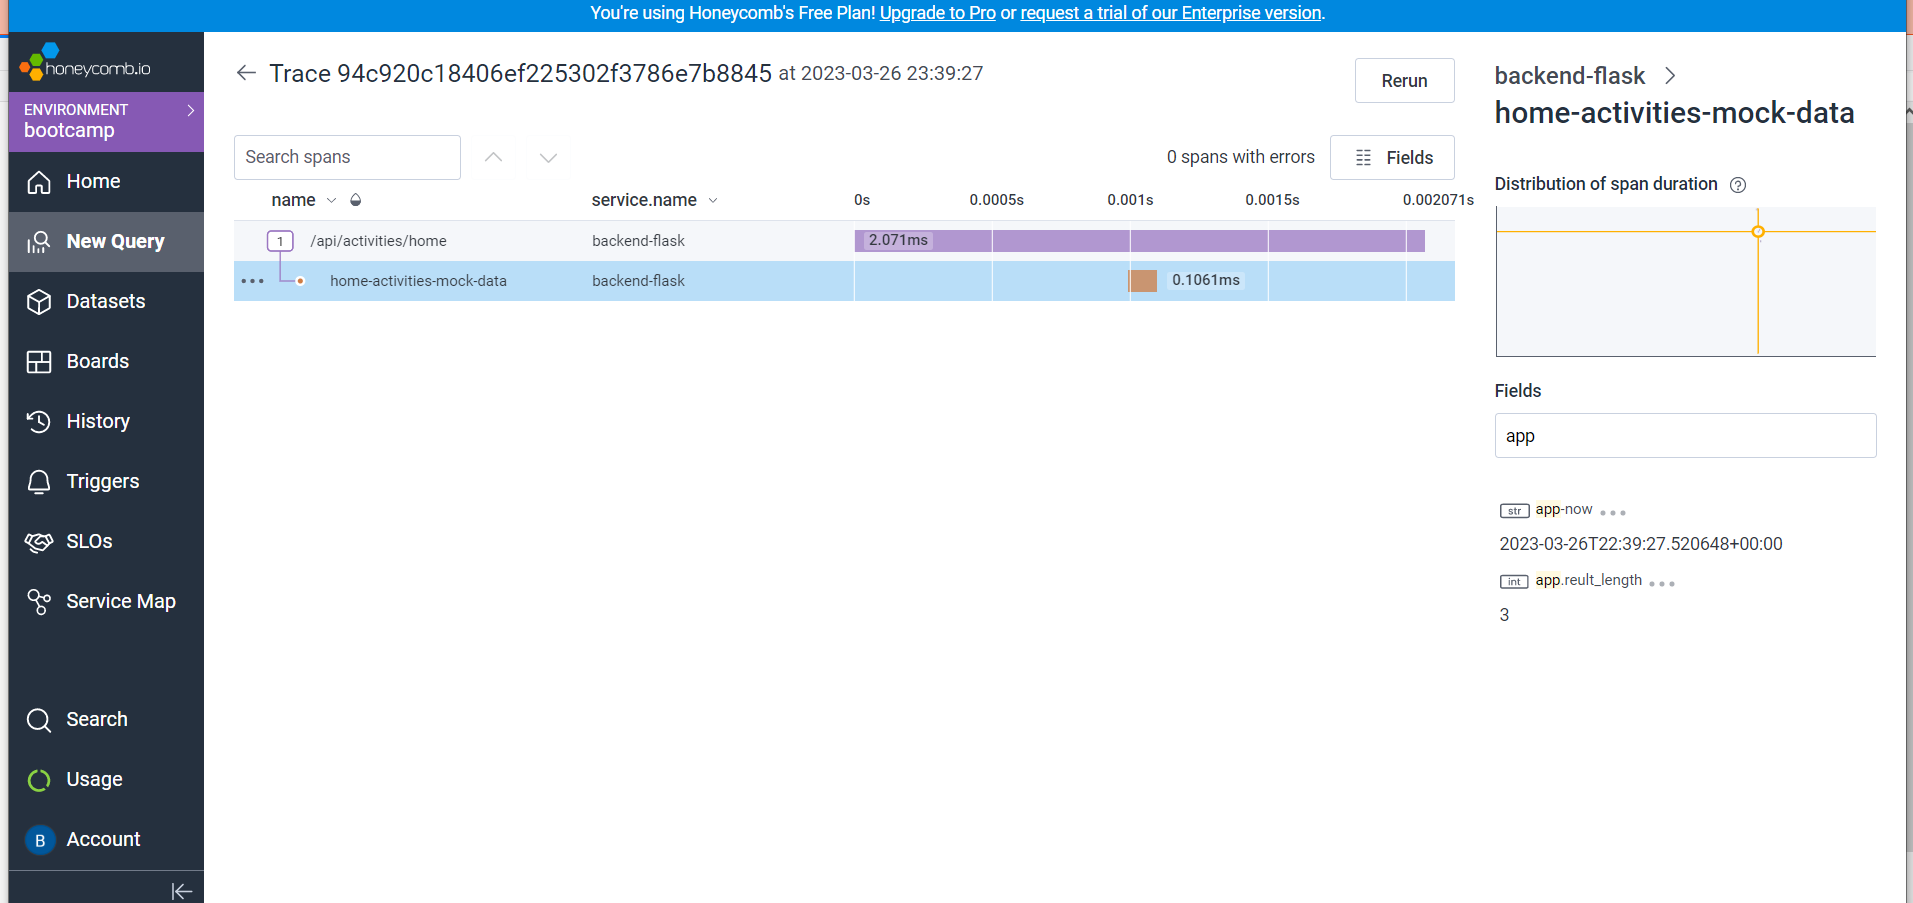 You're using Honeycomb's Free Plan! Upgrade to Pro or request a trial of our Enterprise version.
honeycomb.io
ENVIRONMENT
bootcamp
Home
New Query
Datasets
Boards
History
Triggers
SLOs
Service Map
Search
Usage
B Account
Trace 94c920c18406ef225302f3786e7b8845 at 2023-03-26 23:39:27
Rerun
Search spans
0 spans with errors
Fields
name service.name 0s 0.0005s 0.001s 0.0015s 0.002071s
1 /api/activities/home backend-flask 2.071ms
home-activities-mock-data backend-flask 0.1061ms
backend-flask
home-activities-mock-data
Distribution of span duration ?
Fields
app
str app-now
2023-03-26T22:39:27.520648+00:00
int app.reult_length
3